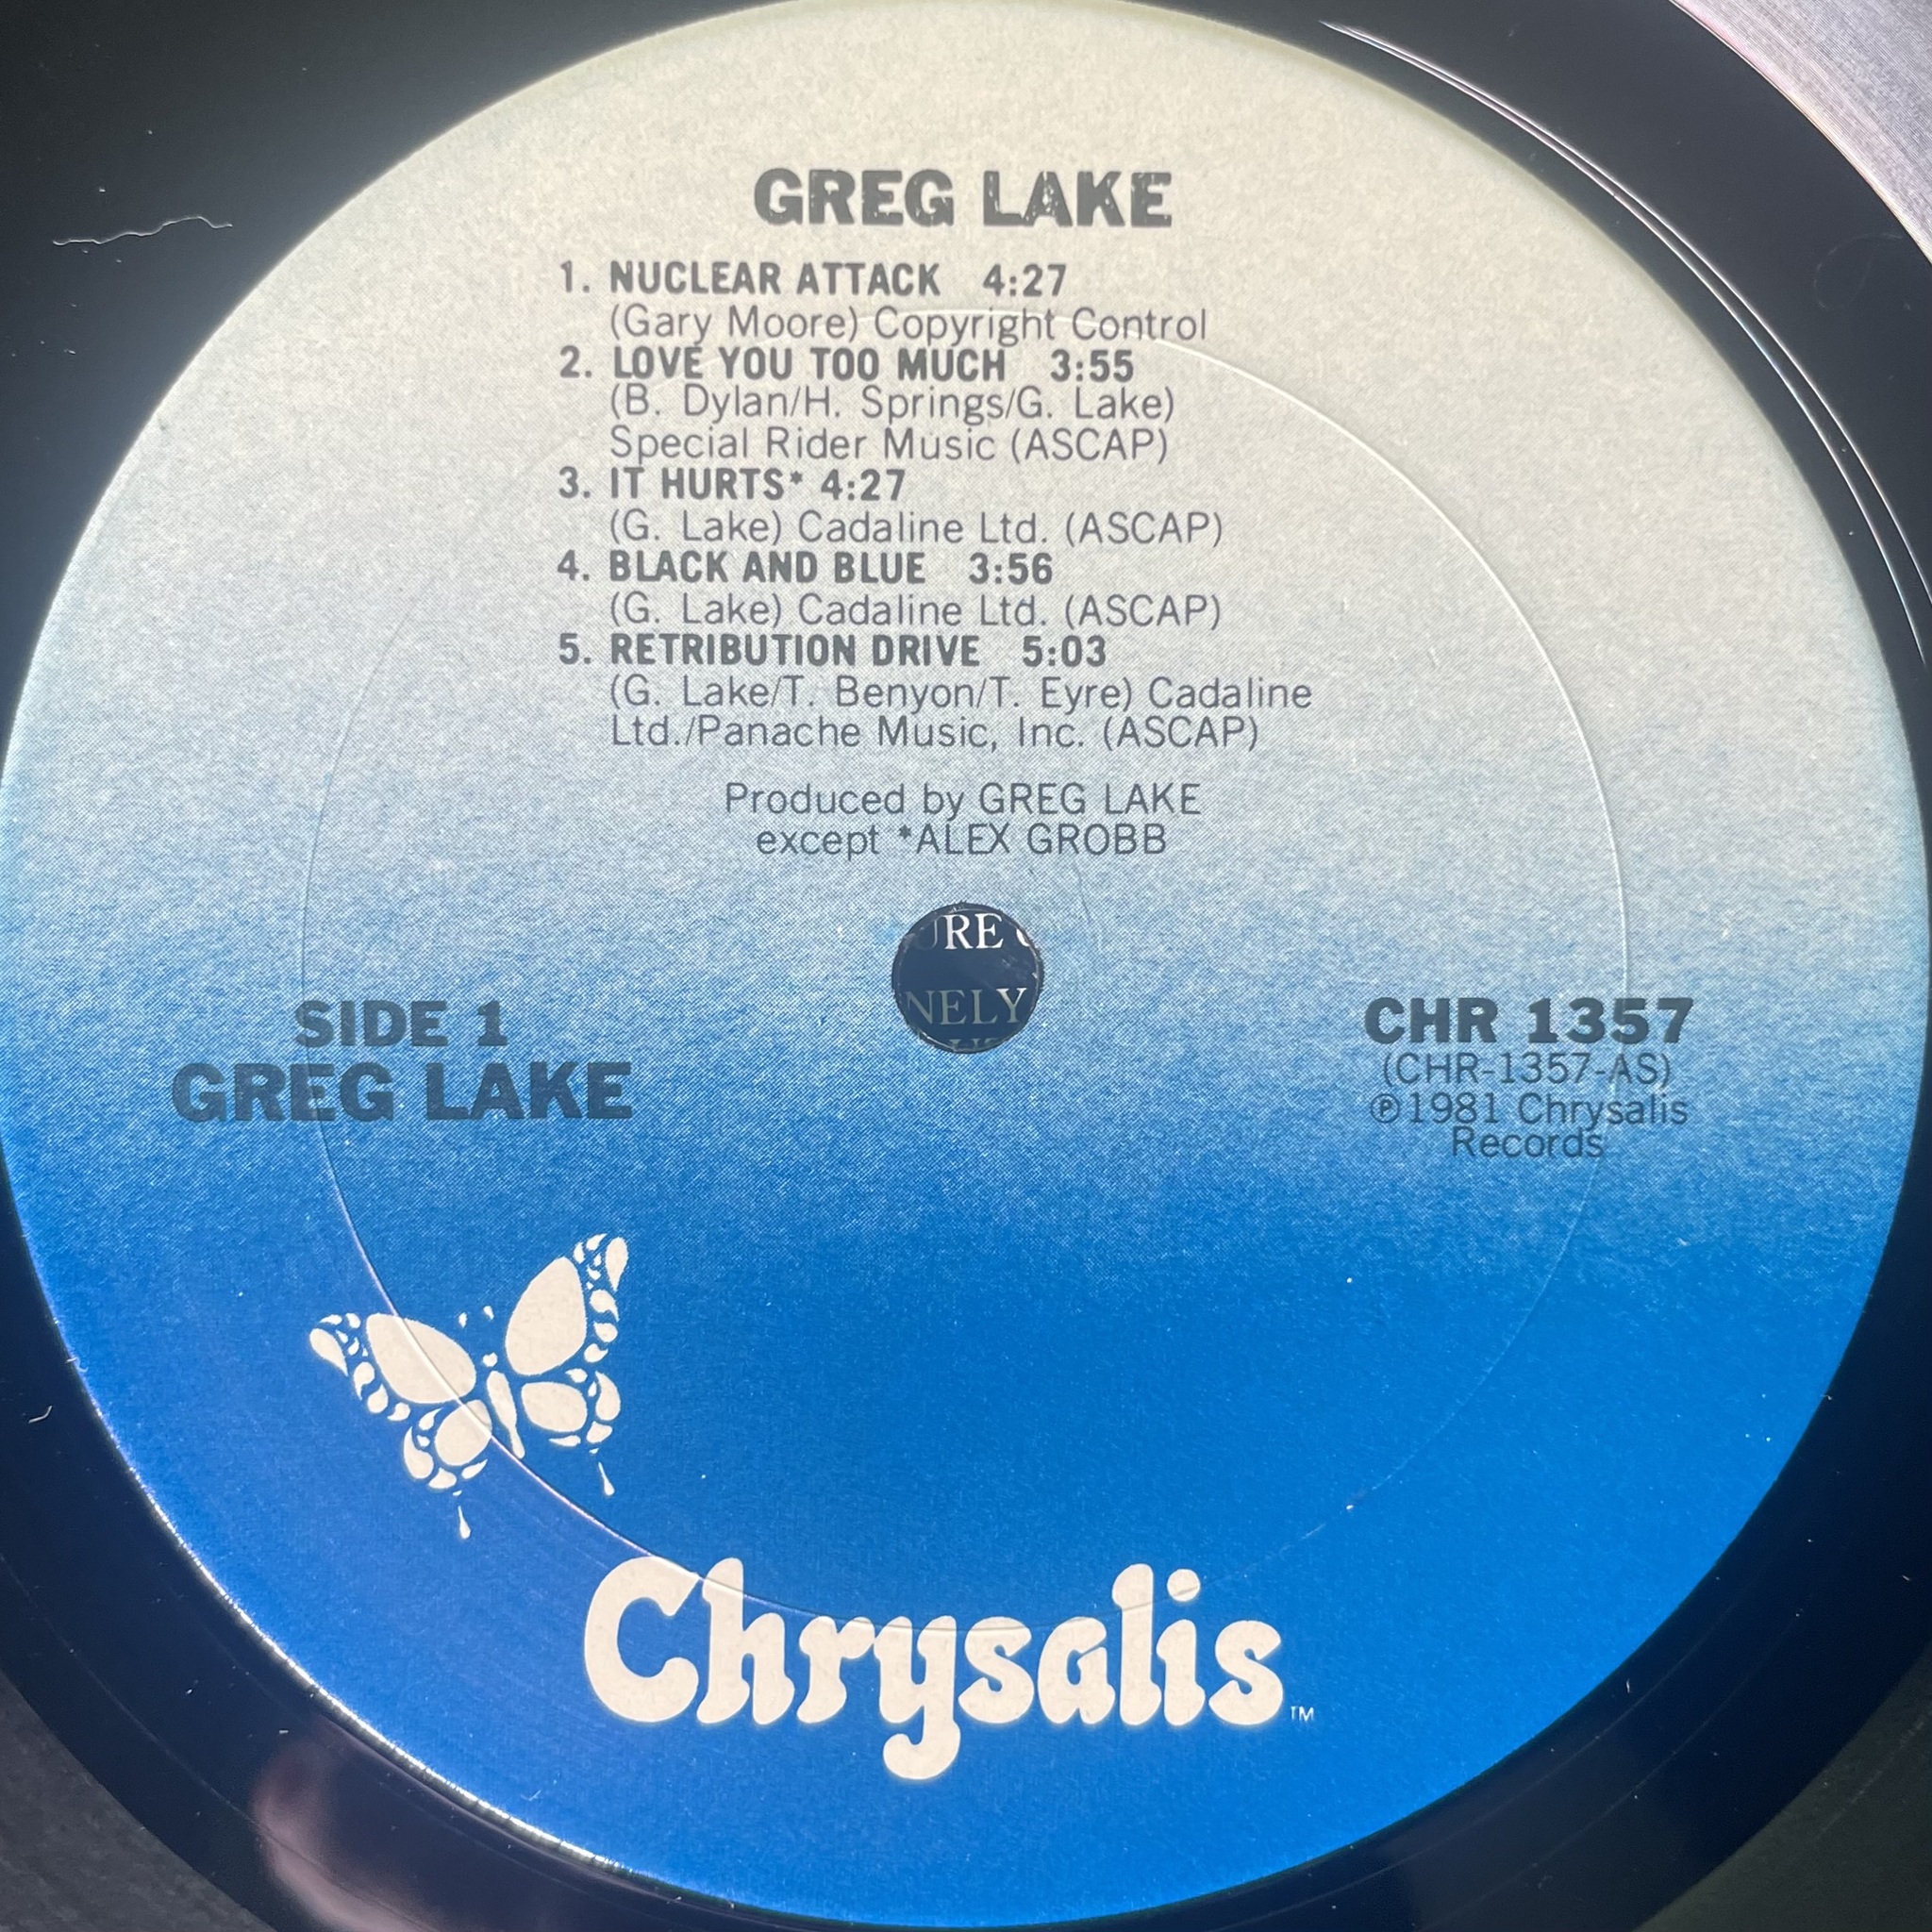 GREG LAKE
1. NUCLEAR ATTACK 4:27
(Gary Moore) Copyright Control
2. LOVE YOU TOO MUCH 3:55
(B. Dylan/H. Springs/G. Lake)
Special Rider Music (ASCAP)
3. IT HURTS* 4:27
(G. Lake) Cadaline Ltd. (ASCAP)
4. BLACK AND BLUE 3:56
(G. Lake) Cadaline Ltd. (ASCAP)
5. RETRIBUTION DRIVE 5:03
(G. Lake/T. Benyon/T. Eyre) Cadaline
Ltd./Panache Music, Inc. (ASCAP)
Produced by GREG LAKE
except *ALEX GROBB
URE
NELY
SIDE 1
GREG LAKE
CHR 1357
(CHR-1357-AS)
℗1981 Chrysalis
Records
Chrysalis TM